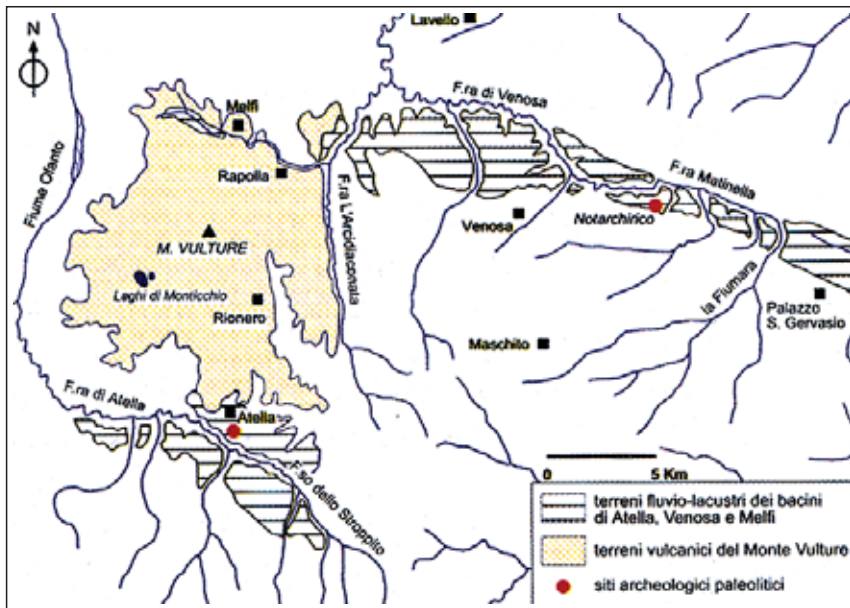 N
Lavello
F.ra di Venosa
Melfi
Fiume Ofanto
Rapolla
F.ra L'Arcidiaconata
F.ra Matinella
Venosa
Notarchirico
M. VULTURE
Leghi di Monticchio
Rionero
la Fiumara
Palazzo
S. Gervasio
Maschito
F.ra di Atella
Atella
F.so dello Stroppito
0 5 Km
terreni fluvio-lacustri dei bacini
di Atella, Venosa e Melfi
terreni vulcanici del Monte Vulture
siti archeologici paleolitici